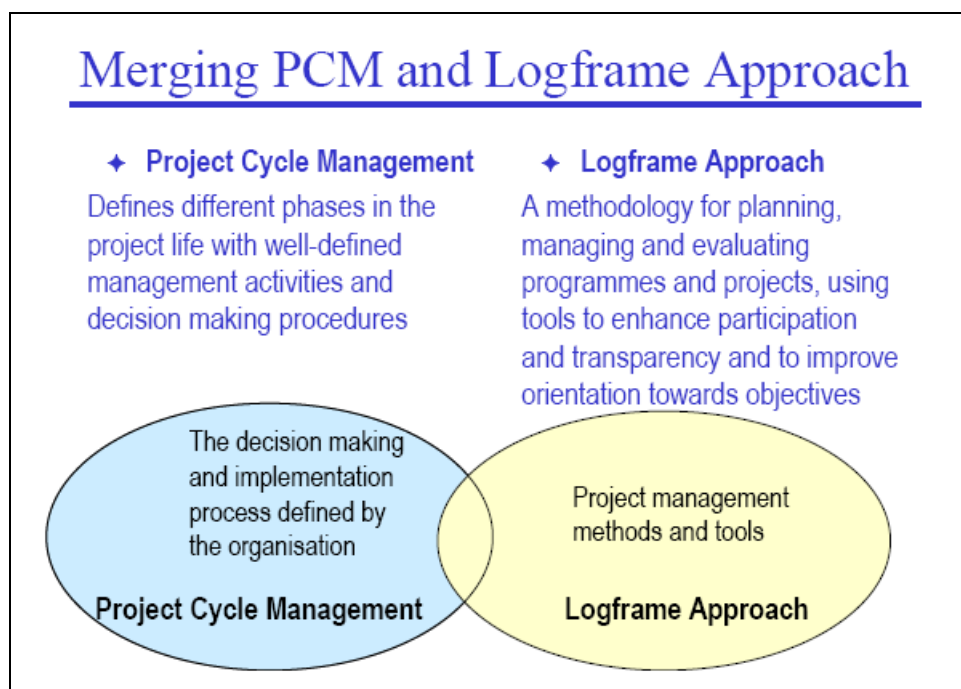 Merging PCM and Logframe Approach
✦ Project Cycle Management
Defines different phases in the
project life with well-defined
management activities and
decision making procedures
✦ Logframe Approach
A methodology for planning,
managing and evaluating
programmes and projects, using
tools to enhance participation
and transparency and to improve
orientation towards objectives
The decision making
and implementation
process defined by
the organisation
Project Cycle Management
Project management
methods and tools
Logframe Approach